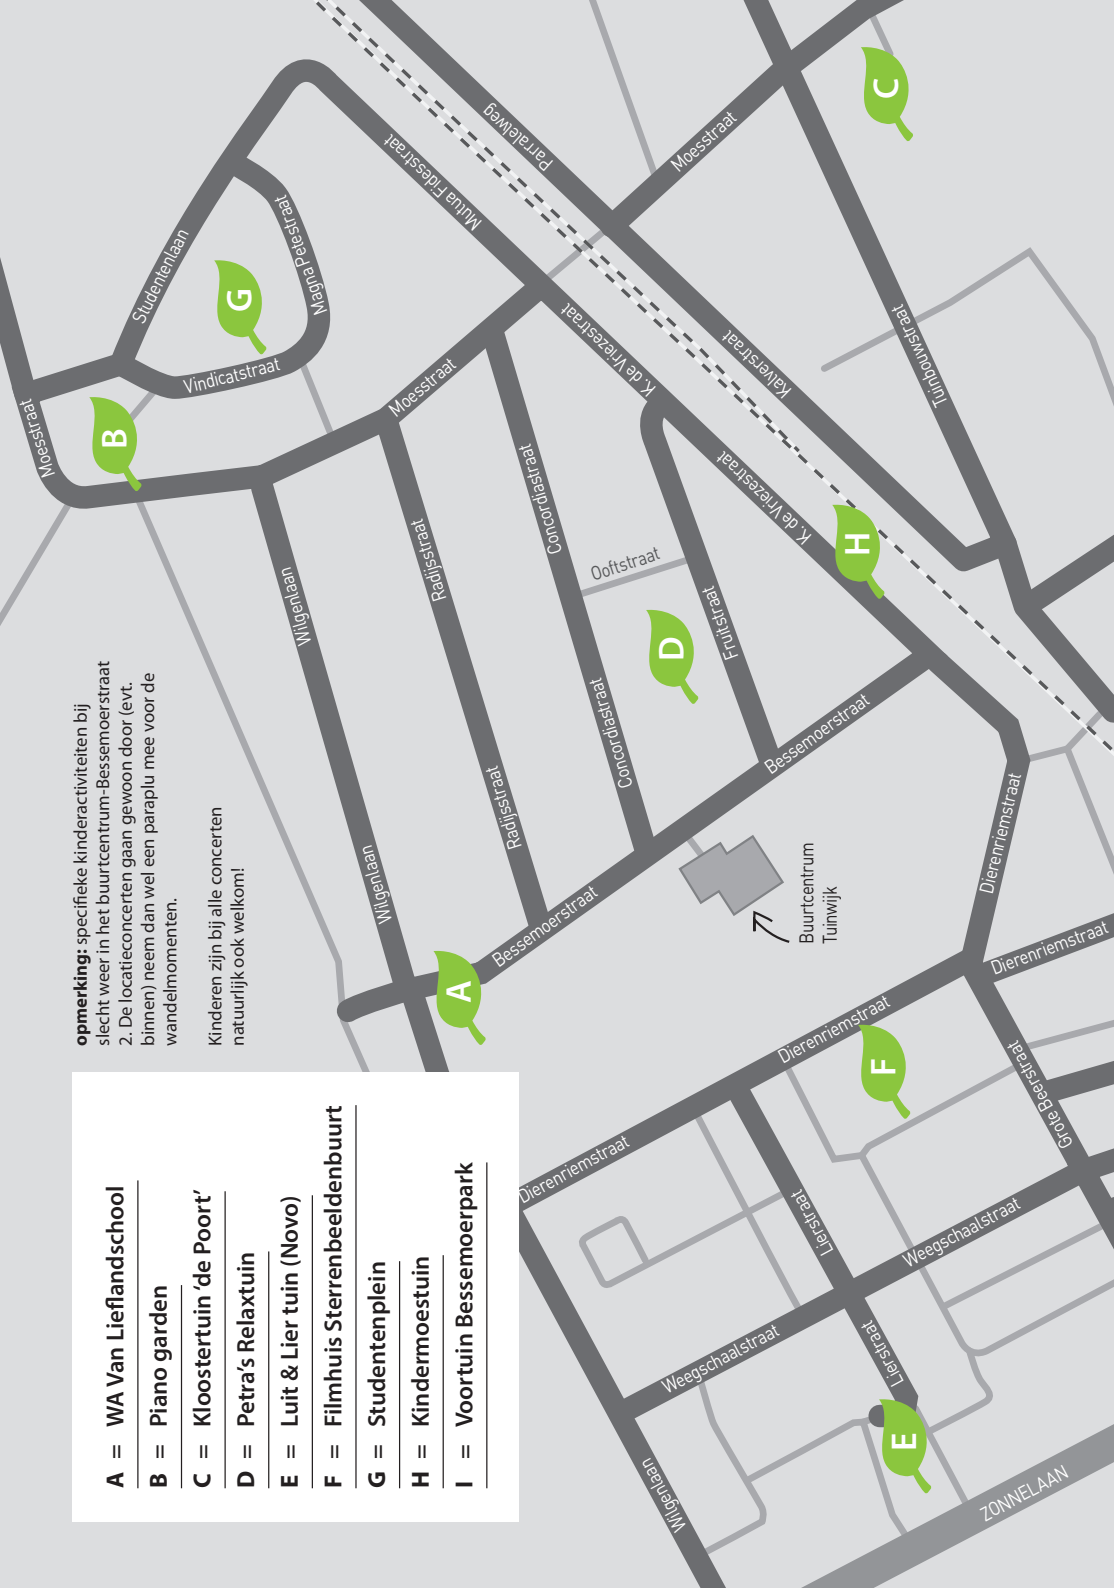 opmerking: specifieke kinderactiviteiten bij
slecht weer in het buurtcentrum-Bessemoerstraat
2. De locatieconcerten gaan gewoon door (evt.
binnen) neem dan wel een paraplu mee voor de
wandelmomenten.
Kinderen zijn bij alle concerten
natuurlijk ook welkom!
A = WA Van Lieflandschool
B = Piano garden
C = Kloostertuin ‘de Poort’
D = Petra’s Relaxtuin
E = Luit & Lier tuin (Novo)
F = Filmhuis Sterrenbeeldenbuurt
G = Studentenplein
H = Kindermoestuin
I = Voortuin Bessemoerpark
Moesstraat
B
Studentenlaan
G
Vindicatstraat
Magna Petestraat
Mutua Fidesstraat
Parralelweg
Moesstraat
C
Moesstraat
K. de Vriezestraat
Kalverstraat
Tuinbouwstraat
Wilgenlaan
Radijsstraat
Concordiastraat
Ooftstraat
K. de Vriezestraat
H
D
Fruitstraat
Concordiastraat
Radijsstraat
Wilgenlaan
Bessemoerstraat
Bessemoerstraat
A
Buurtcentrum
Tuinwijk
Dierenriemstraat
Dierenriemstraat
Dierenriemstraat
F
Grote Beerstraat
Dierenriemstraat
Lierstraat
Weegschaalstraat
Weegschaalstraat
Lierstraat
E
Wilgenlaan
ZONNELAAN